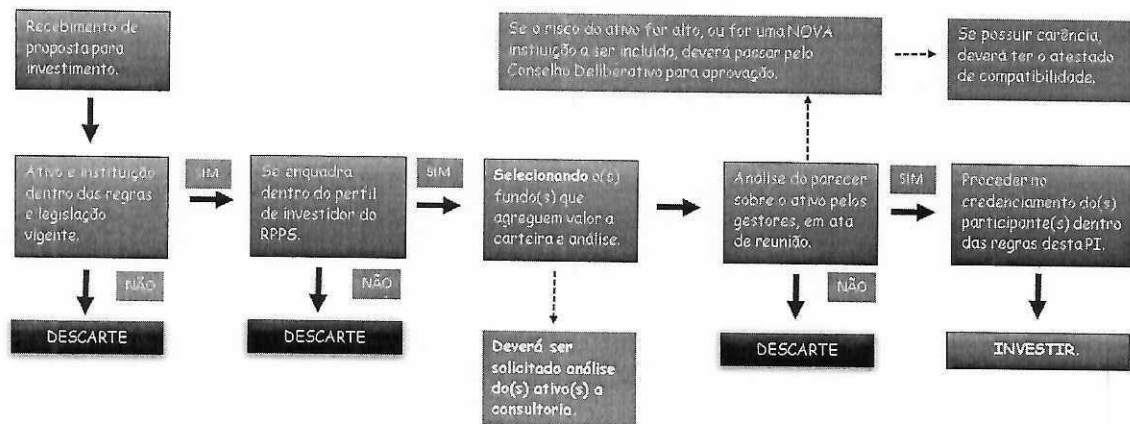 Recebimento de
proposta para
investimento.
Se o risco do ativo for alto, ou for uma NOVA
instiuição a ser incluída, deverá passar pelo
Conselho Deliberativo para aprovação.
Se possuir carência,
deverá ter o atestado
de compatibilidade.
Ativo e instituição
dentro das regras
e legislação
vigente.
SIM
Se enquadra
dentro do perfil
de investidor do
RPPS.
SIM
Selecionando o(s)
fundo(s) que
agreguem valor a
carteira e análise.
Análise do parecer
sobre o ativo pelos
gestores, em ata
de reunião.
SIM
Proceder no
credenciamento do(s)
participante(s) dentro
das regras desta PI.
NÃO
NÃO
NÃO
DESCARTE
DESCARTE
Deverá ser
solicitado análise
do(s) ativo(s) a
consultoria.
DESCARTE
INVESTIR.